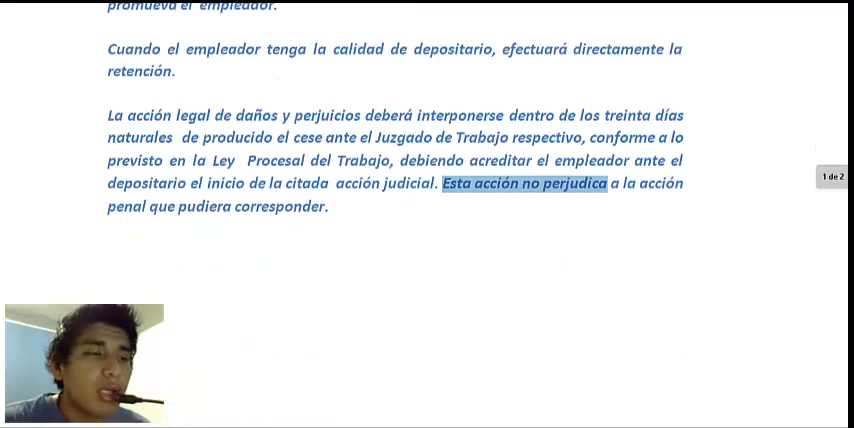 promueva el empleador.
Cuando el empleador tenga la calidad de depositario, efectuará directamente la
retención.
La acción legal de daños y perjuicios deberá interponerse dentro de los treinta días
naturales de producido el cese ante el Juzgado de Trabajo respectivo, conforme a lo
previsto en la Ley Procesal del Trabajo, debiendo acreditar el empleador ante el
depositario el inicio de la citada acción judicial. Esta acción no perjudica a la acción
penal que pudiera corresponder.
1 de 2